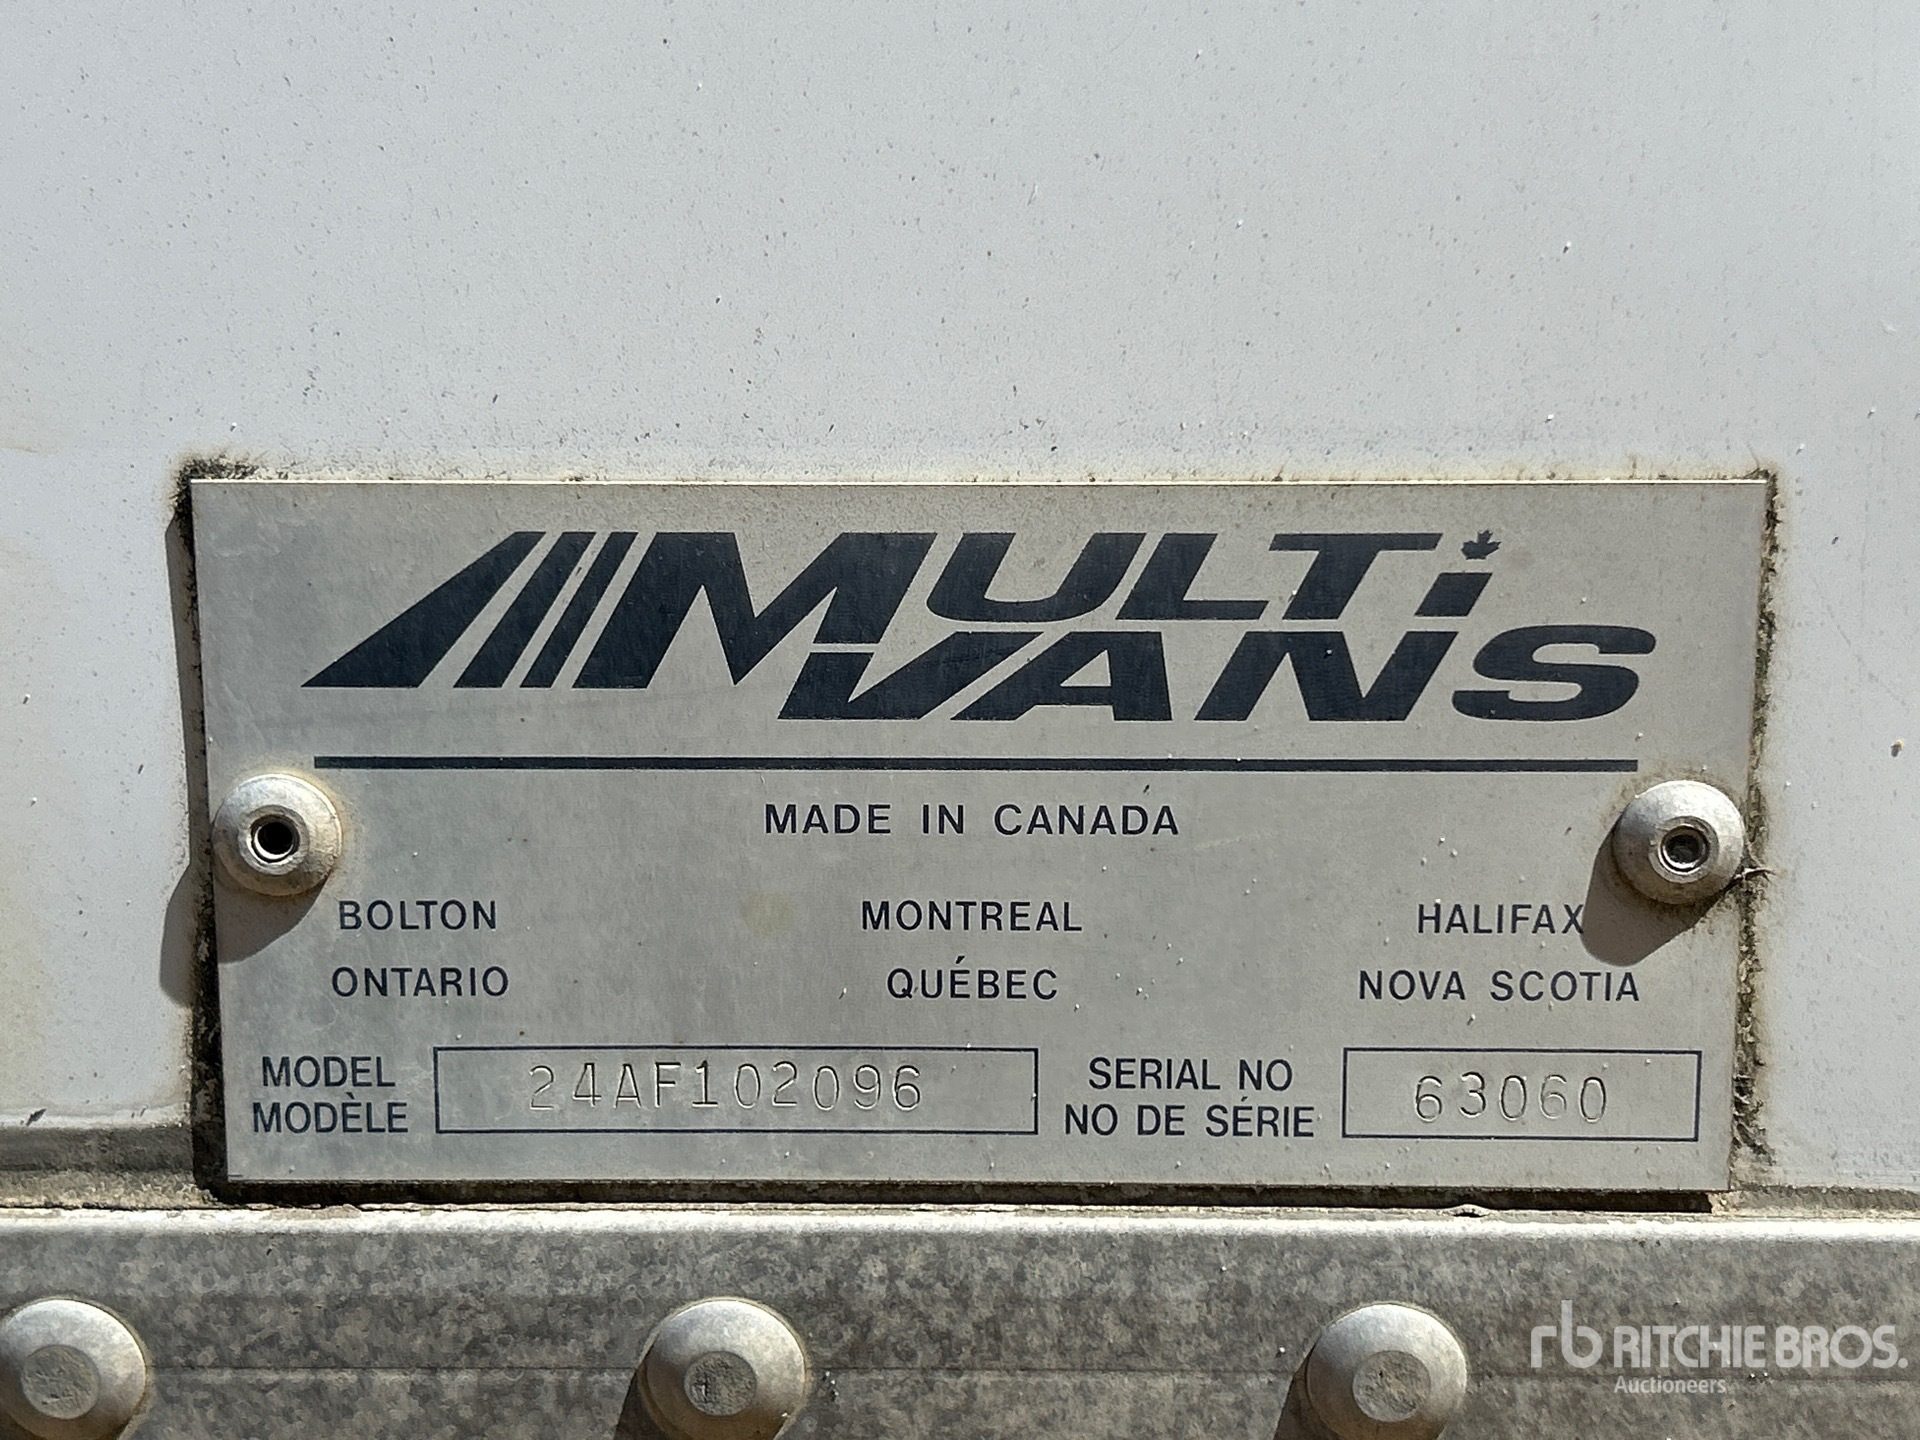 MULTi
VANS
MADE IN CANADA
BOLTON MONTREAL HALIFAX
ONTARIO QUÉBEC NOVA SCOTIA
MODEL 24AF102096 SERIAL NO 63060
MODÈLE NO DE SÉRIE
rb RITCHIE BROS.
Auctioneers